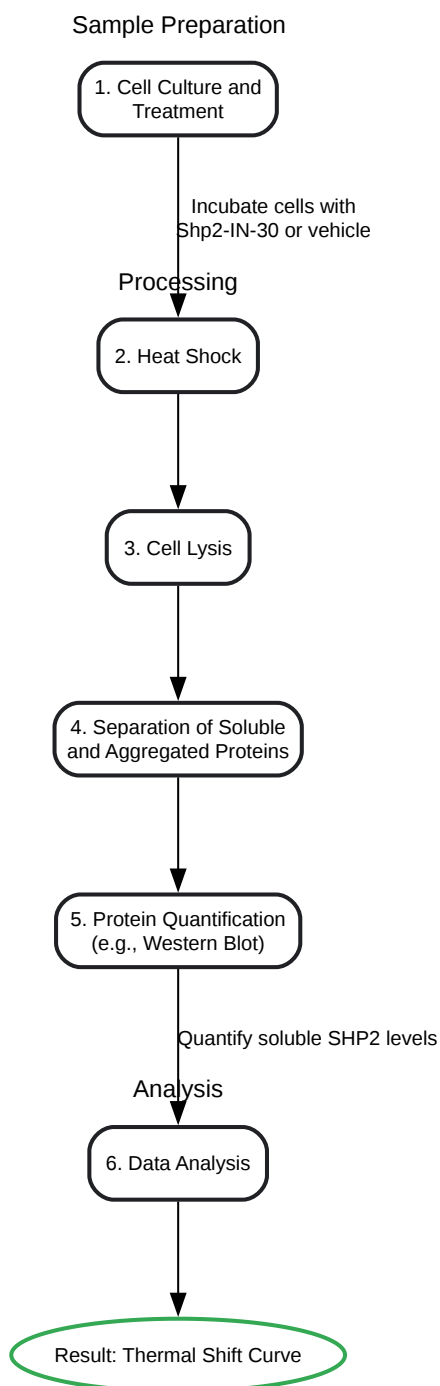 Sample Preparation
1. Cell Culture and
Treatment
Incubate cells with
Shp2-IN-30 or vehicle
Processing
2. Heat Shock
3. Cell Lysis
4. Separation of Soluble
and Aggregated Proteins
5. Protein Quantification
(e.g., Western Blot)
Quantify soluble SHP2 levels
Analysis
6. Data Analysis
Result: Thermal Shift Curve